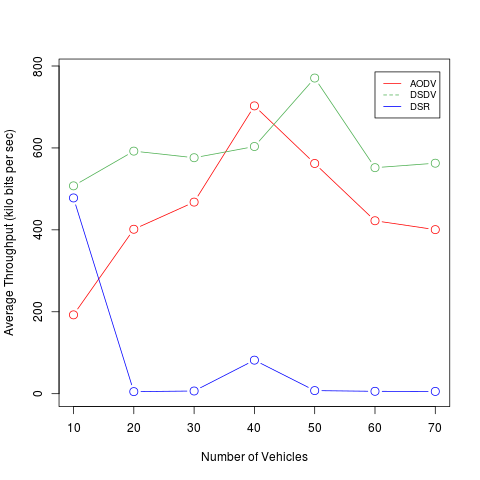 800
600
400
200
0
Average Throughput (kilo bits per sec)
AODV
DSDV
DSR
10 20 30 40 50 60 70
Number of Vehicles